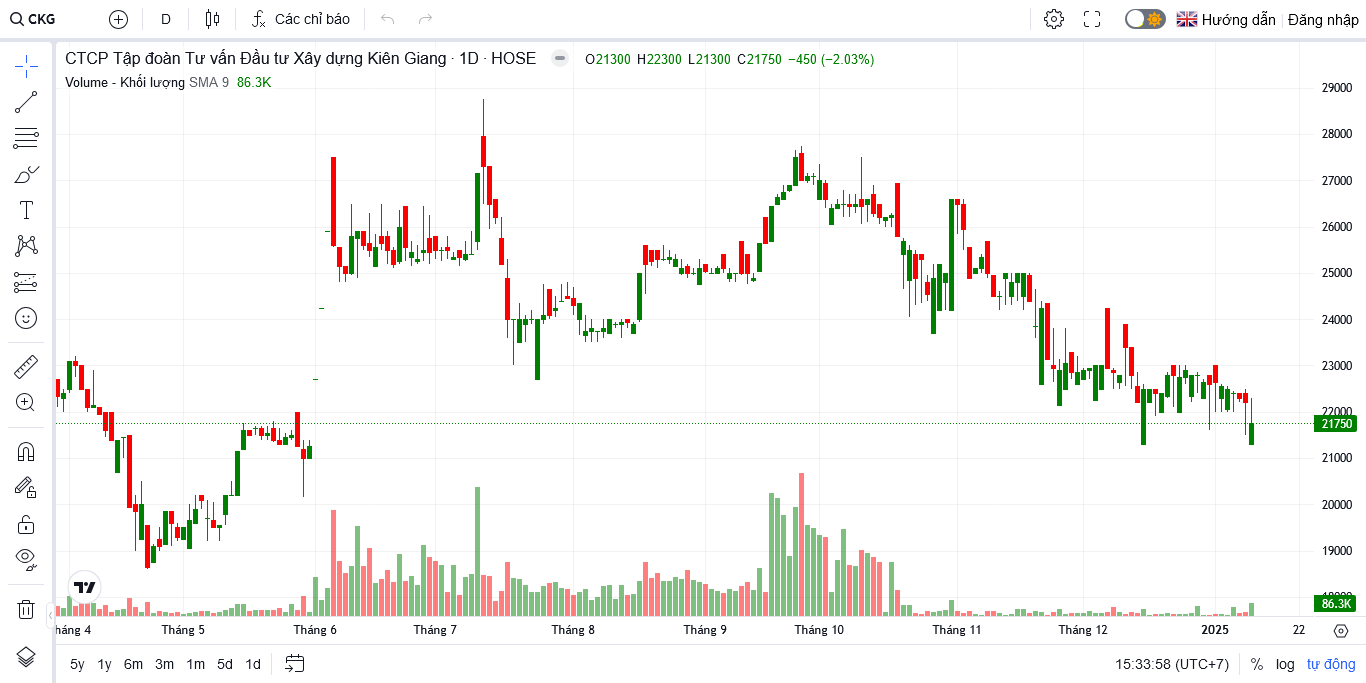 CKG D Các chỉ báo Hướng dẫn Đăng nhập
CTCP Tập đoàn Tư vấn Đầu tư Xây dựng Kiên Giang · 1D · HOSE O21300 H22300 L21300 C21750 −450 (−2.03%)
Volume - Khối lượng SMA 9 86.3K
29000
28000
27000
26000
25000
24000
23000
22000
21750
21000
20000
19000
86.3K
háng 4 Tháng 5 Tháng 6 Tháng 7 Tháng 8 Tháng 9 Tháng 10 Tháng 11 Tháng 12 2025 22
5y 1y 6m 3m 1m 5d 1d 15:33:58 (UTC+7) % log tự động